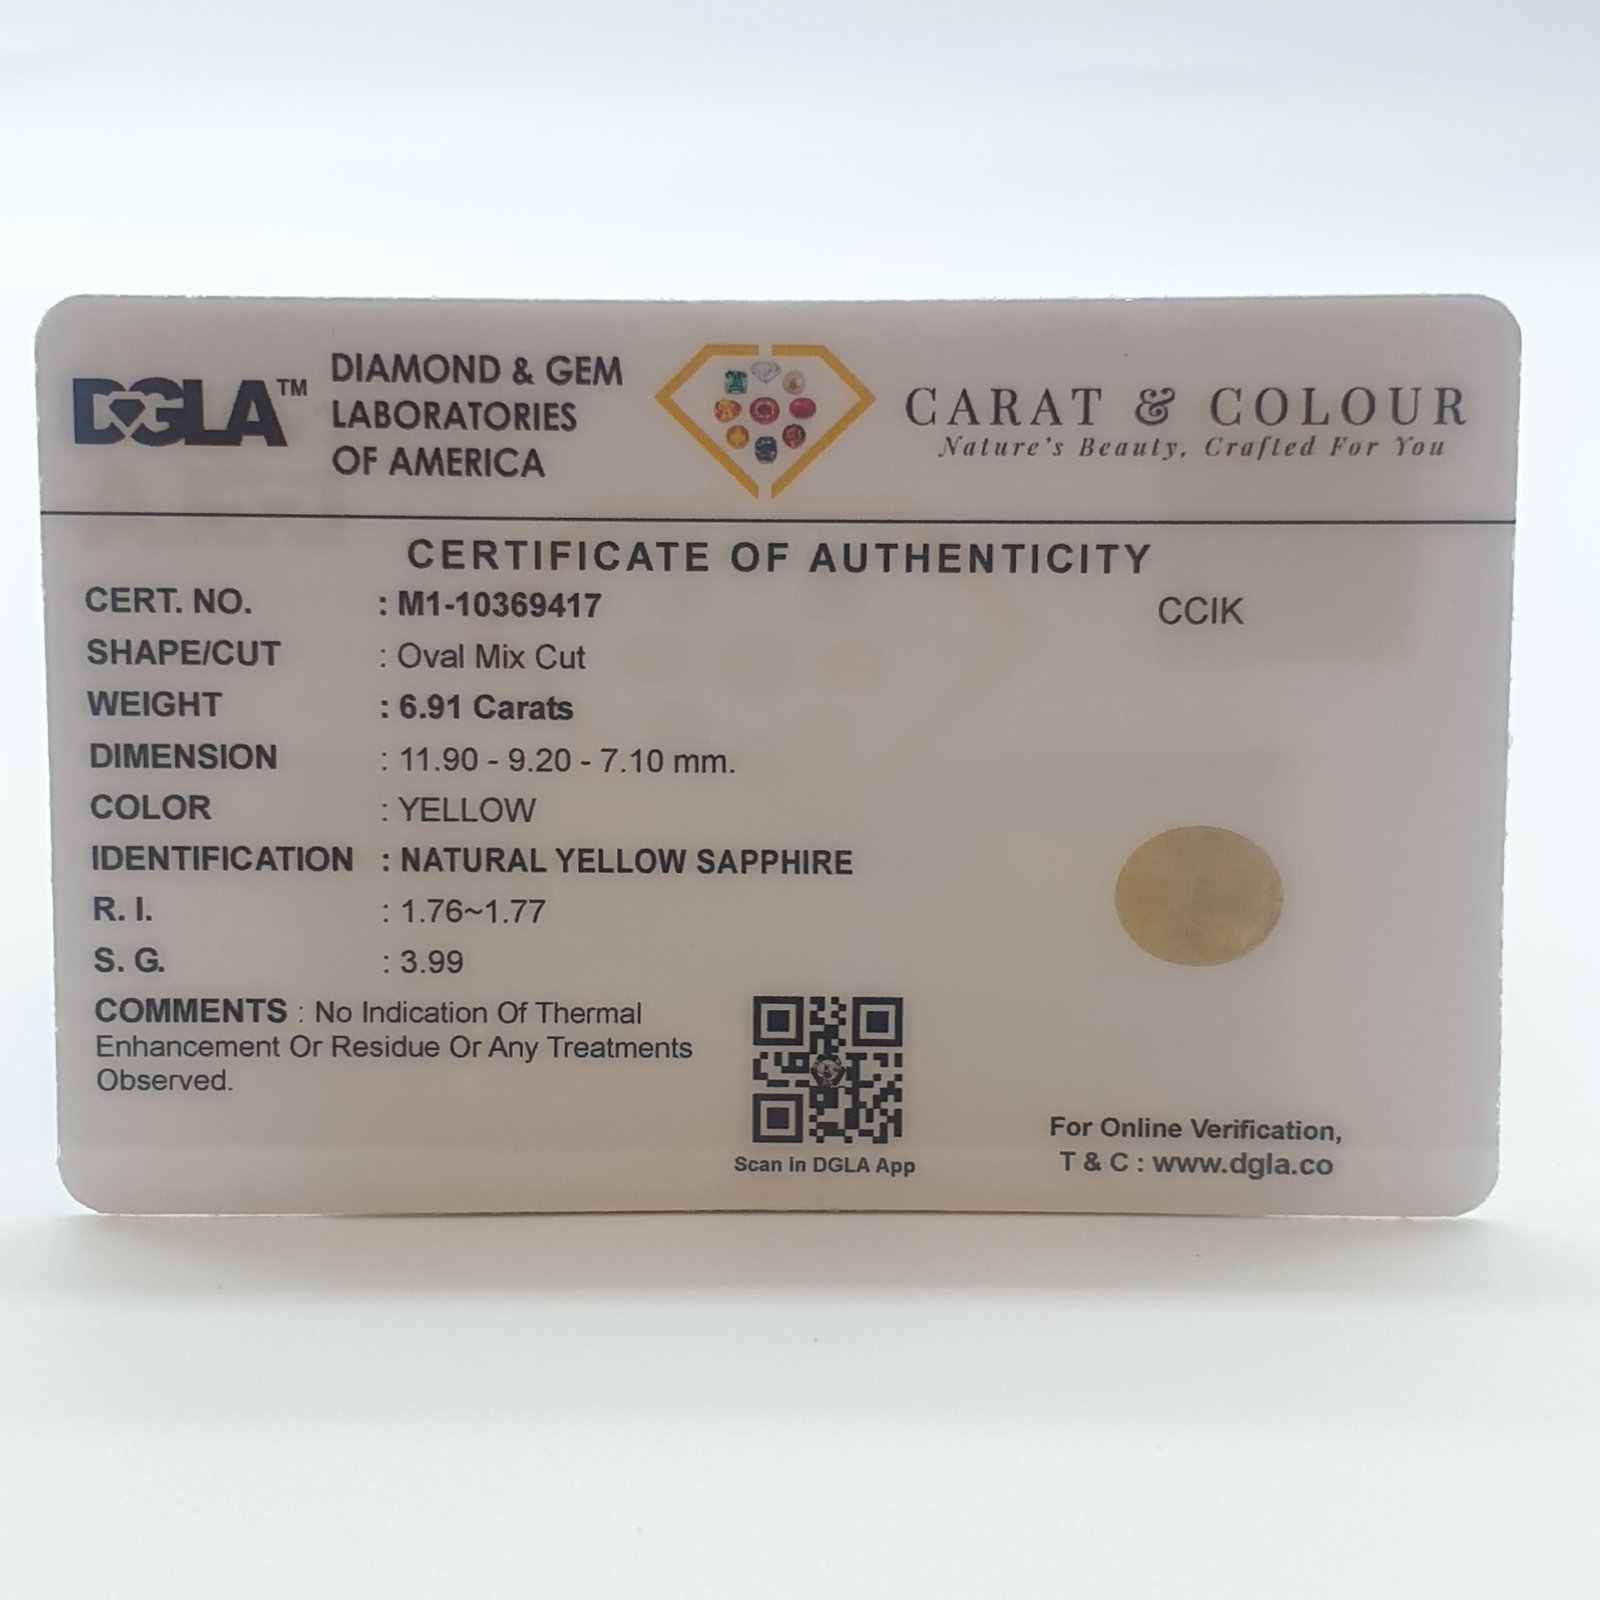 DGLA™
DIAMOND & GEM
LABORATORIES
OF AMERICA
CARAT & COLOUR
Nature's Beauty, Crafted For You
CERTIFICATE OF AUTHENTICITY
CERT. NO. : M1-10369417
CCIK
SHAPE/CUT : Oval Mix Cut
WEIGHT : 6.91 Carats
DIMENSION : 11.90 - 9.20 - 7.10 mm.
COLOR : YELLOW
IDENTIFICATION : NATURAL YELLOW SAPPHIRE
R. I. : 1.76~1.77
S. G. : 3.99
COMMENTS : No Indication Of Thermal
Enhancement Or Residue Or Any Treatments
Observed.
Scan in DGLA App
For Online Verification,
T & C : www.dgla.co